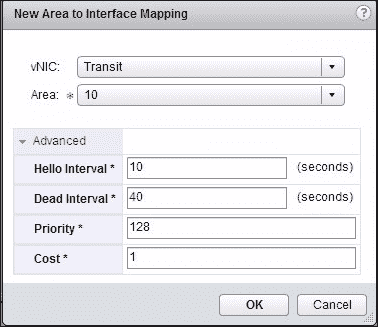 New Area to Interface Mapping ?
vNIC: Transit
Area: * 10
Advanced
Hello Interval * 10 (seconds)
Dead Interval * 40 (seconds)
Priority * 128
Cost * 1
OK Cancel